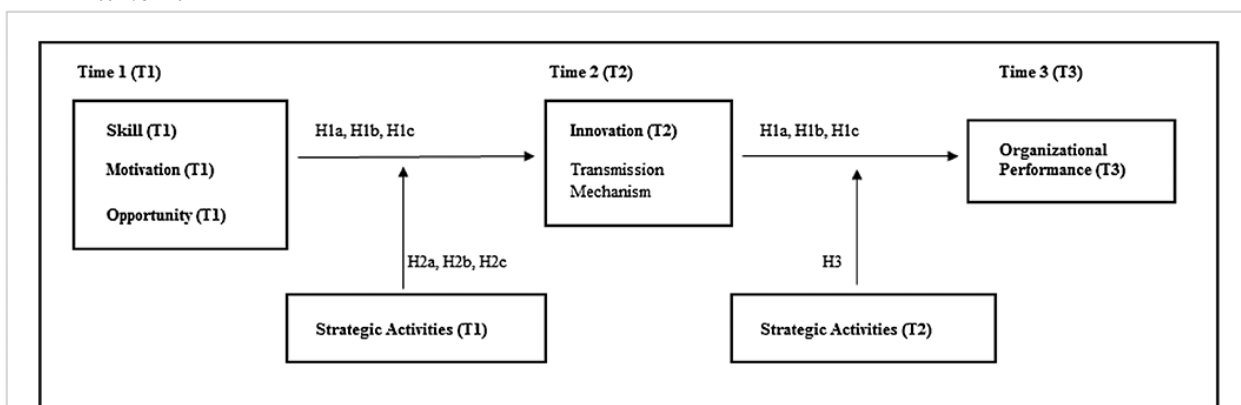 Time 1 (T1)
Time 2 (T2)
Time 3 (T3)
Skill (T1)
Motivation (T1)
Opportunity (T1)
H1a, H1b, H1c
Innovation (T2)
Transmission
Mechanism
H1a, H1b, H1c
Organizational
Performance (T3)
H2a, H2b, H2c
H3
Strategic Activities (T1)
Strategic Activities (T2)